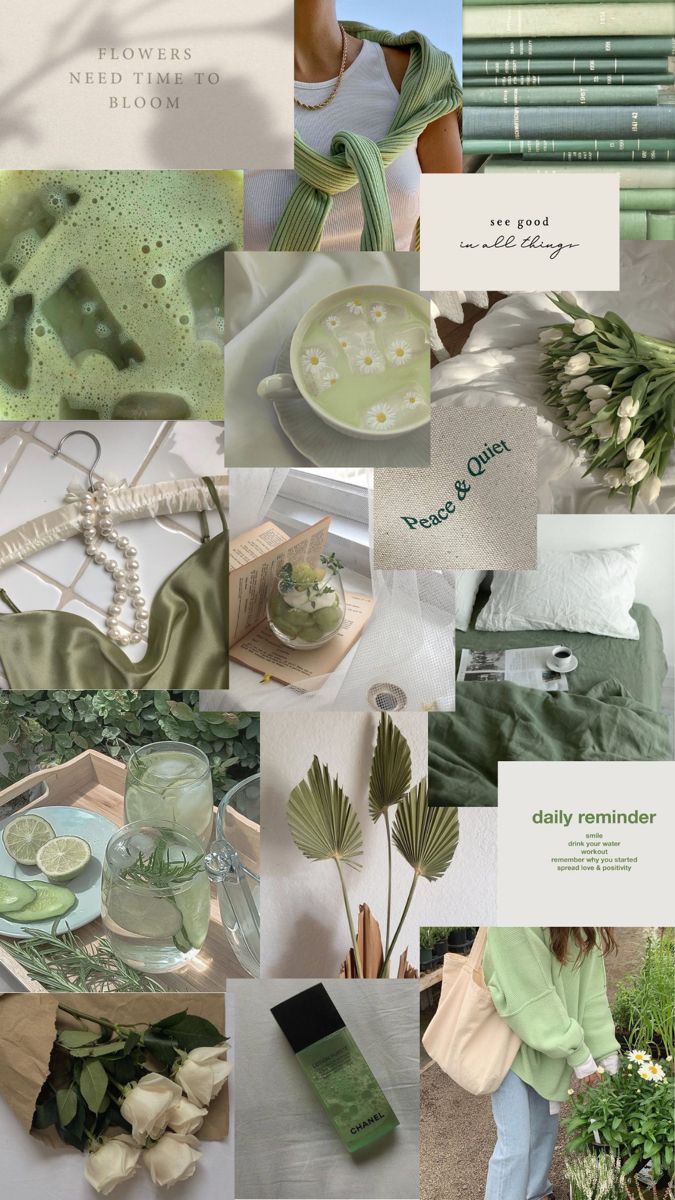 FLOWERS
NEED TIME TO
BLOOM
see good
in all things
Peace & Quiet
daily reminder
smile
drink your water
workout
remember why you started
spread love & positivity
CHANEL